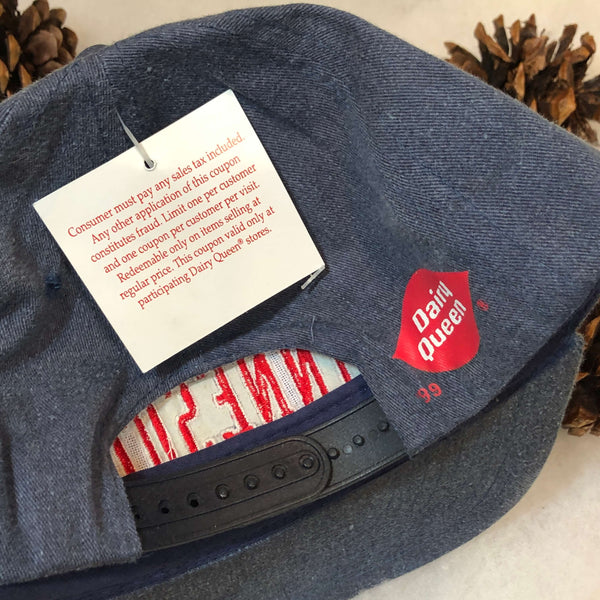 Consumer must pay any sales tax included.
Any other application of this coupon
constitutes fraud. Limit one per customer
and one coupon per customer per visit.
Redeemable only on items selling at
regular price. This coupon valid only at
participating Dairy Queen® stores.
Dairy
Queen
®
99